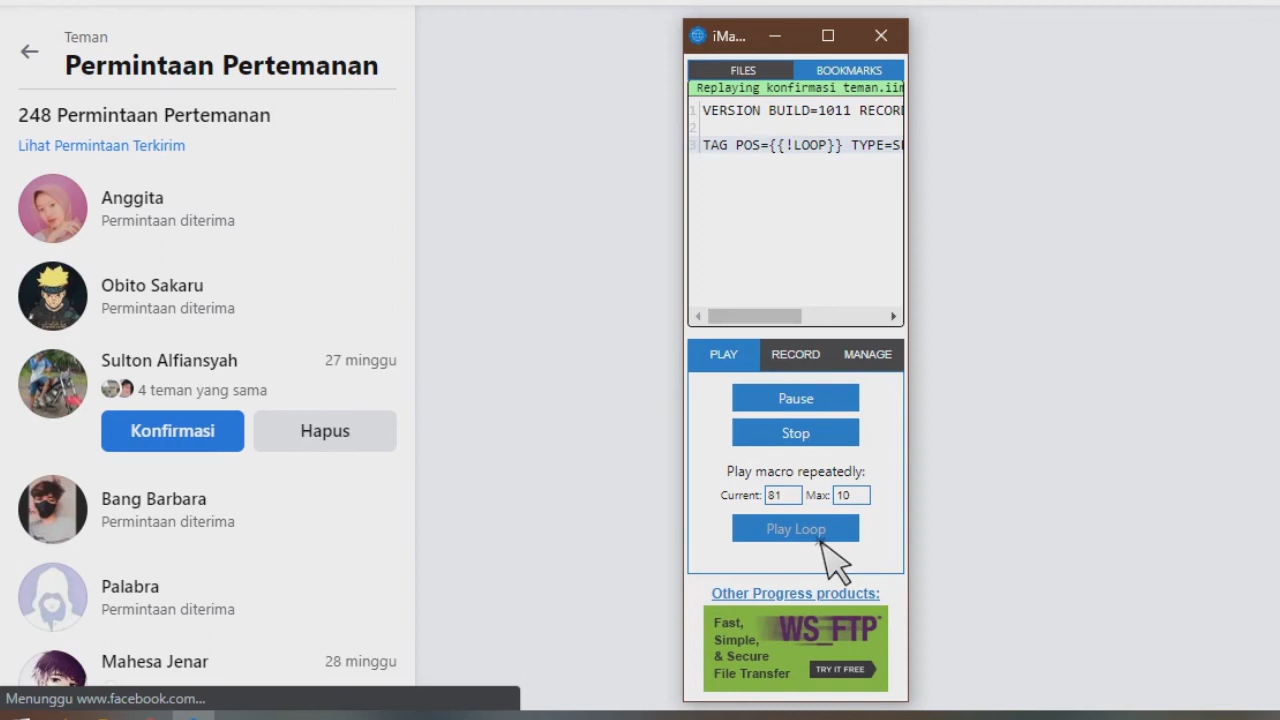 Teman
Permintaan Pertemanan
248 Permintaan Pertemanan
Lihat Permintaan Terkirim
Anggita
Permintaan diterima
Obito Sakaru
Permintaan diterima
Sulton Alfiansyah 27 minggu
4 teman yang sama
Konfirmasi Hapus
Bang Barbara
Permintaan diterima
Palabra
Permintaan diterima
Mahesa Jenar 28 minggu
Menunggu www.facebook.com...
iMa...
FILES BOOKMARKS
Replaying konfirmasi teman.iim
1 VERSION BUILD=1011 RECOR
2
3 TAG POS={{!LOOP}} TYPE=S
PLAY RECORD MANAGE
Pause
Stop
Play macro repeatedly:
Current: 81 Max: 10
Play Loop
Other Progress products:
Fast,
Simple,
& Secure
File Transfer
WS_FTP
TRY IT FREE